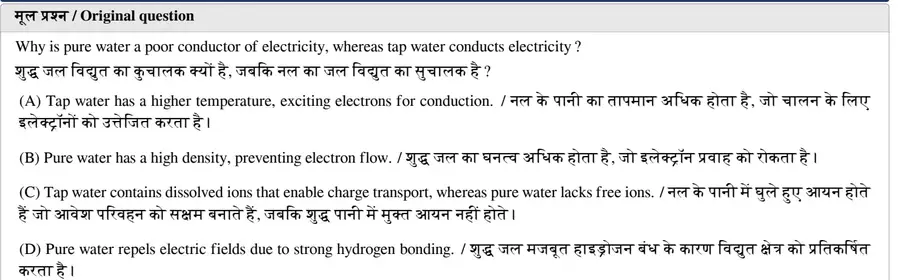 मूल प्रश्न / Original question
Why is pure water a poor conductor of electricity, whereas tap water conducts electricity ?
शुद्ध जल विद्युत का कुचालक क्यों है, जबकि नल का जल विद्युत का सुचालक है ?
(A) Tap water has a higher temperature, exciting electrons for conduction. / नल के पानी का तापमान अधिक होता है, जो चालन के लिए
इलेक्ट्रॉनों को उत्तेजित करता है।
(B) Pure water has a high density, preventing electron flow. / शुद्ध जल का घनत्व अधिक होता है, जो इलेक्ट्रॉन प्रवाह को रोकता है।
(C) Tap water contains dissolved ions that enable charge transport, whereas pure water lacks free ions. / नल के पानी में घुले हुए आयन होते
हैं जो आवेश परिवहन को सक्षम बनाते हैं, जबकि शुद्ध पानी में मुक्त आयन नहीं होते।
(D) Pure water repels electric fields due to strong hydrogen bonding. / शुद्ध जल मजबूत हाइड्रोजन बंध के कारण विद्युत क्षेत्र को प्रतिकर्षित
करता है।